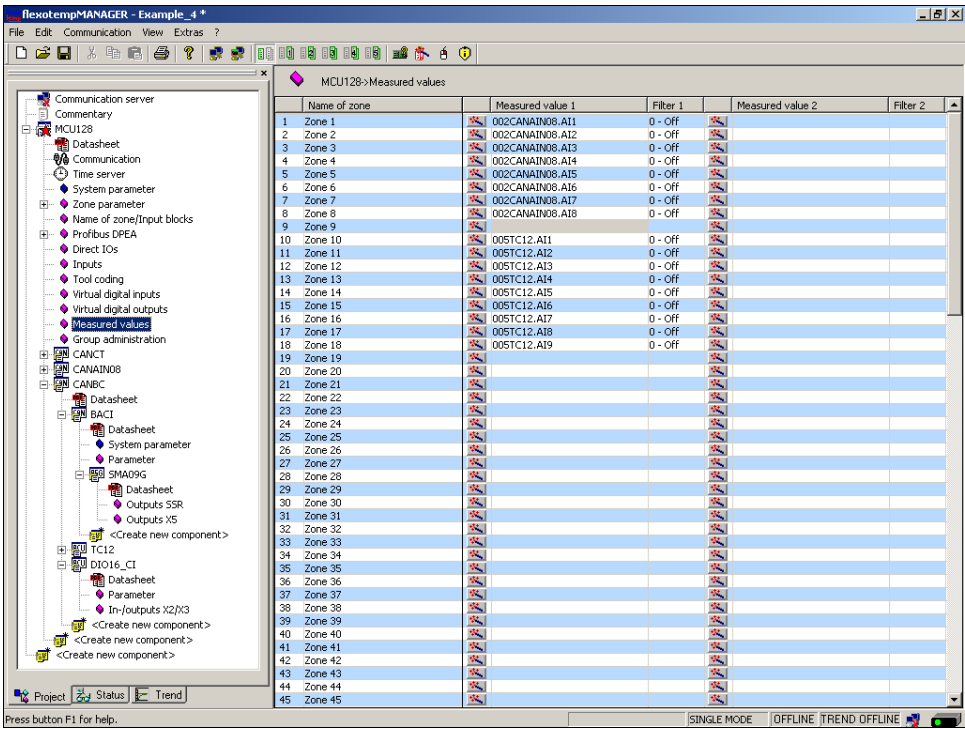 flexotempMANAGER - Example_4 *
File Edit Communication View Extras ?
MCU128->Measured values
Communication server
Commentary
MCU128
Datasheet
Communication
Time server
System parameter
Zone parameter
Name of zone/Input blocks
Profibus DPEA
Direct IOs
Inputs
Tool coding
Virtual digital inputs
Virtual digital outputs
Measured values
Group administration
CANCT
CANAIN08
CANBC
Datasheet
BACI
Datasheet
System parameter
Parameter
SMA09G
Datasheet
Outputs SSR
Outputs X5
<Create new component>
TC12
DIO16_CI
Datasheet
Parameter
In-/outputs X2/X3
<Create new component>
<Create new component>
<Create new component>
Project Status Trend
Name of zone Measured value 1 Filter 1 Measured value 2 Filter 2
1 Zone 1 002CANAIN08.AI1 0 - Off
2 Zone 2 002CANAIN08.AI2 0 - Off
3 Zone 3 002CANAIN08.AI3 0 - Off
4 Zone 4 002CANAIN08.AI4 0 - Off
5 Zone 5 002CANAIN08.AI5 0 - Off
6 Zone 6 002CANAIN08.AI6 0 - Off
7 Zone 7 002CANAIN08.AI7 0 - Off
8 Zone 8 002CANAIN08.AI8 0 - Off
9 Zone 9
10 Zone 10 005TC12.AI1 0 - Off
11 Zone 11 005TC12.AI2 0 - Off
12 Zone 12 005TC12.AI3 0 - Off
13 Zone 13 005TC12.AI4 0 - Off
14 Zone 14 005TC12.AI5 0 - Off
15 Zone 15 005TC12.AI6 0 - Off
16 Zone 16 005TC12.AI7 0 - Off
17 Zone 17 005TC12.AI8 0 - Off
18 Zone 18 005TC12.AI9 0 - Off
19 Zone 19
20 Zone 20
21 Zone 21
22 Zone 22
23 Zone 23
24 Zone 24
25 Zone 25
26 Zone 26
27 Zone 27
28 Zone 28
29 Zone 29
30 Zone 30
31 Zone 31
32 Zone 32
33 Zone 33
34 Zone 34
35 Zone 35
36 Zone 36
37 Zone 37
38 Zone 38
39 Zone 39
40 Zone 40
41 Zone 41
42 Zone 42
43 Zone 43
44 Zone 44
45 Zone 45
Press button F1 for help. SINGLE MODE OFFLINE TREND OFFLINE